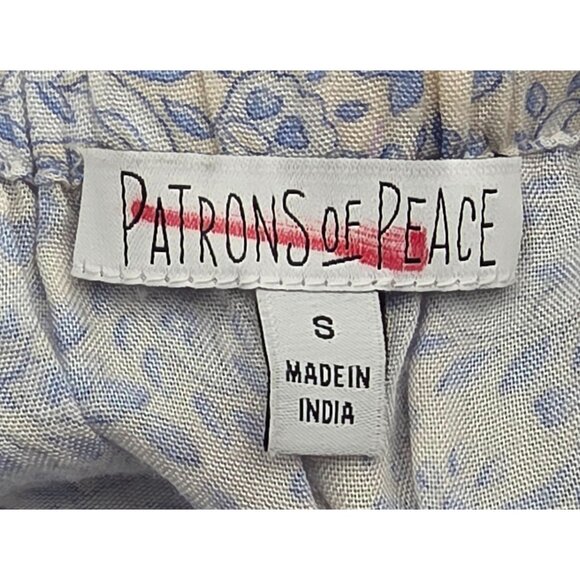 PATRONS OF PEACE
S
MADE IN
INDIA